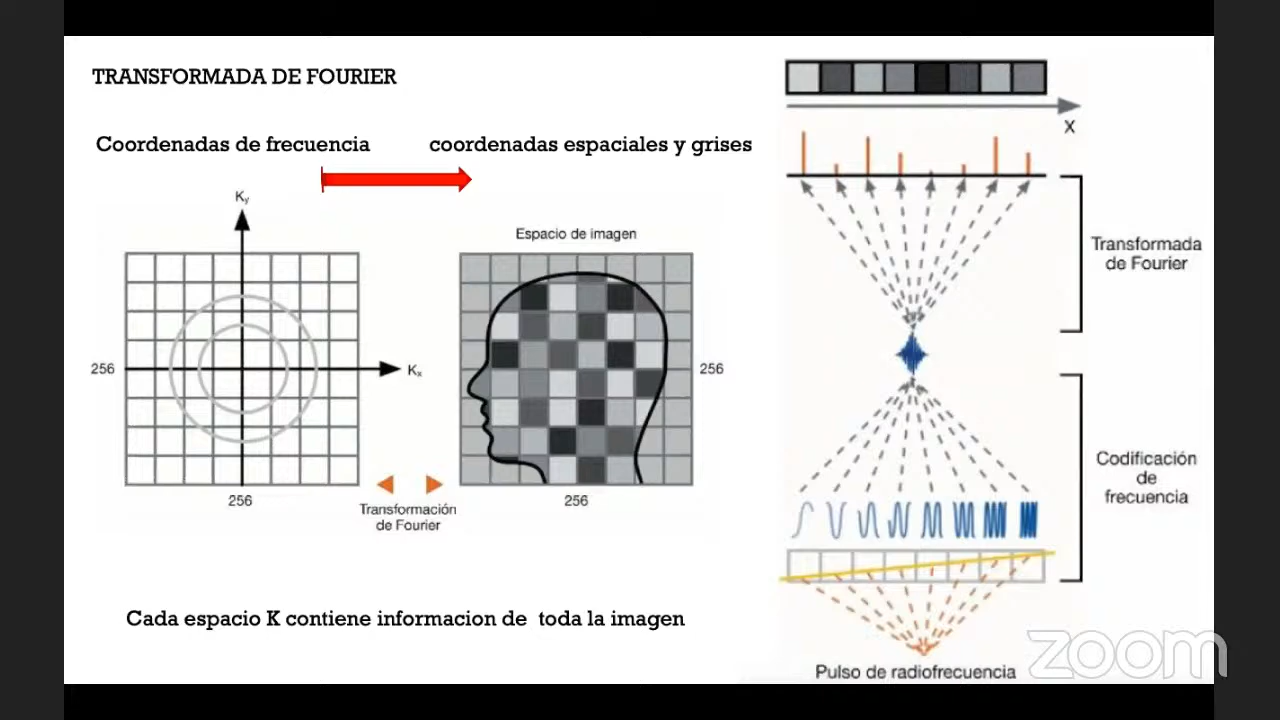 TRANSFORMADA DE FOURIER
Coordenadas de frecuencia
coordenadas espaciales y grises
Ky
Kx
256
256
Transformación
de Fourier
Espacio de imagen
256
256
Cada espacio K contiene informacion de toda la imagen
X
Transformada
de Fourier
Codificación
de
frecuencia
Pulso de radiofrecuencia
zoom